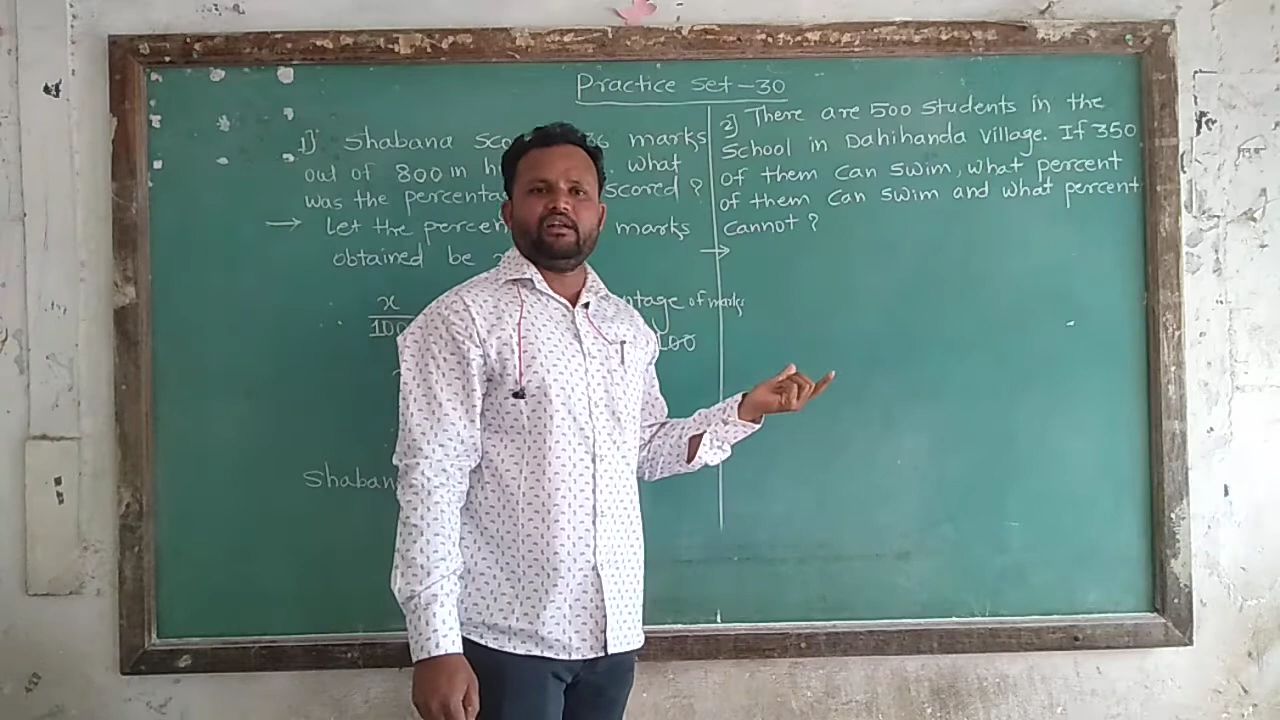 Practice Set-30
1] Shabana sco 36 marks
out of 800 in h what
was the percenta scored ?
→ let the percen marks
obtained be
x ntage of marks
100 100
Shaban
2] There are 500 students in the
School in Dahihanda village. If 350
of them can swim, what percent
of them can swim and what percent
cannot ?
→